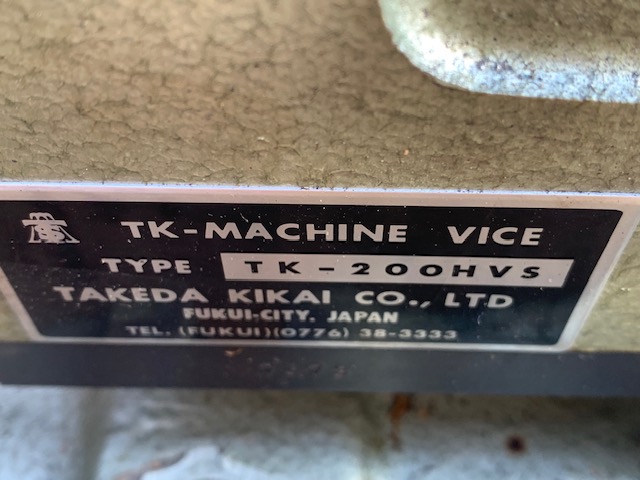 TK-MACHINE VICE
TYPE TK-200HVS
TAKEDA KIKAI CO., LTD
FUKUI-CITY, JAPAN
TEL. (FUKUI)(0776) 38-3333